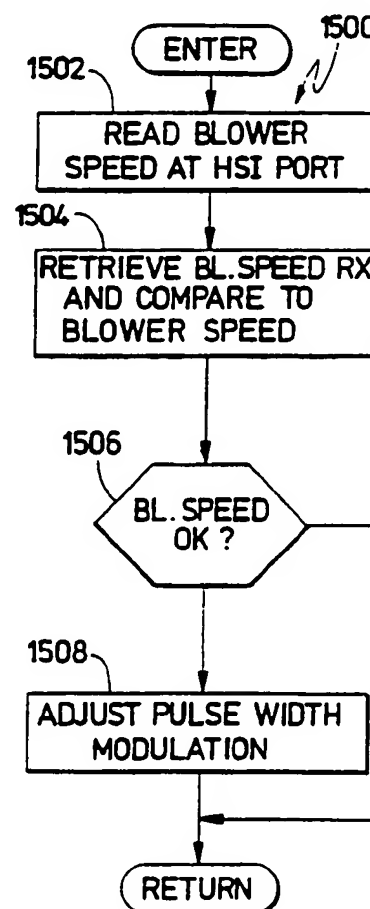 1500
ENTER
1502
READ BLOWER
SPEED AT HSI PORT
1504
RETRIEVE BL.SPEED RX
AND COMPARE TO
BLOWER SPEED
1506
BL. SPEED
OK ?
1508
ADJUST PULSE WIDTH
MODULATION
RETURN